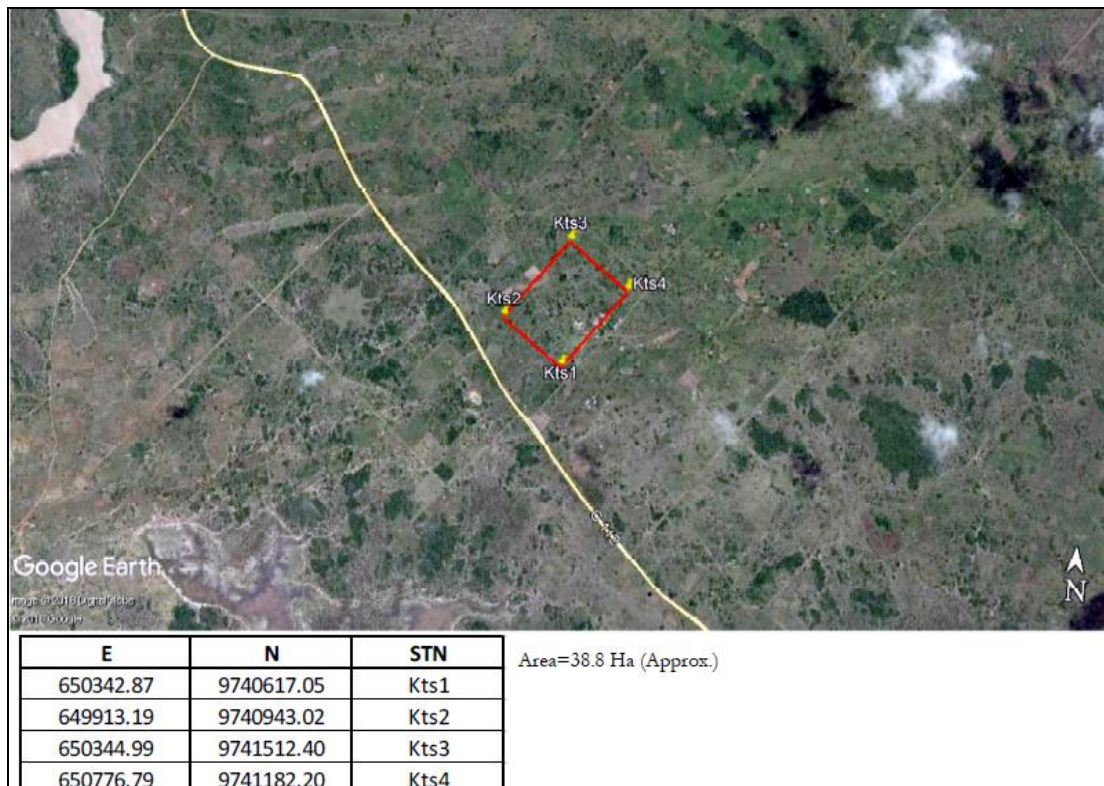 Kts3
Kts4
Kts2
Kts1
Google Earth
N
E N STN
650342.87 9740617.05 Kts1
649913.19 9740943.02 Kts2
650344.99 9741512.40 Kts3
650776.79 9741182.20 Kts4
Area=38.8 Ha (Approx.)